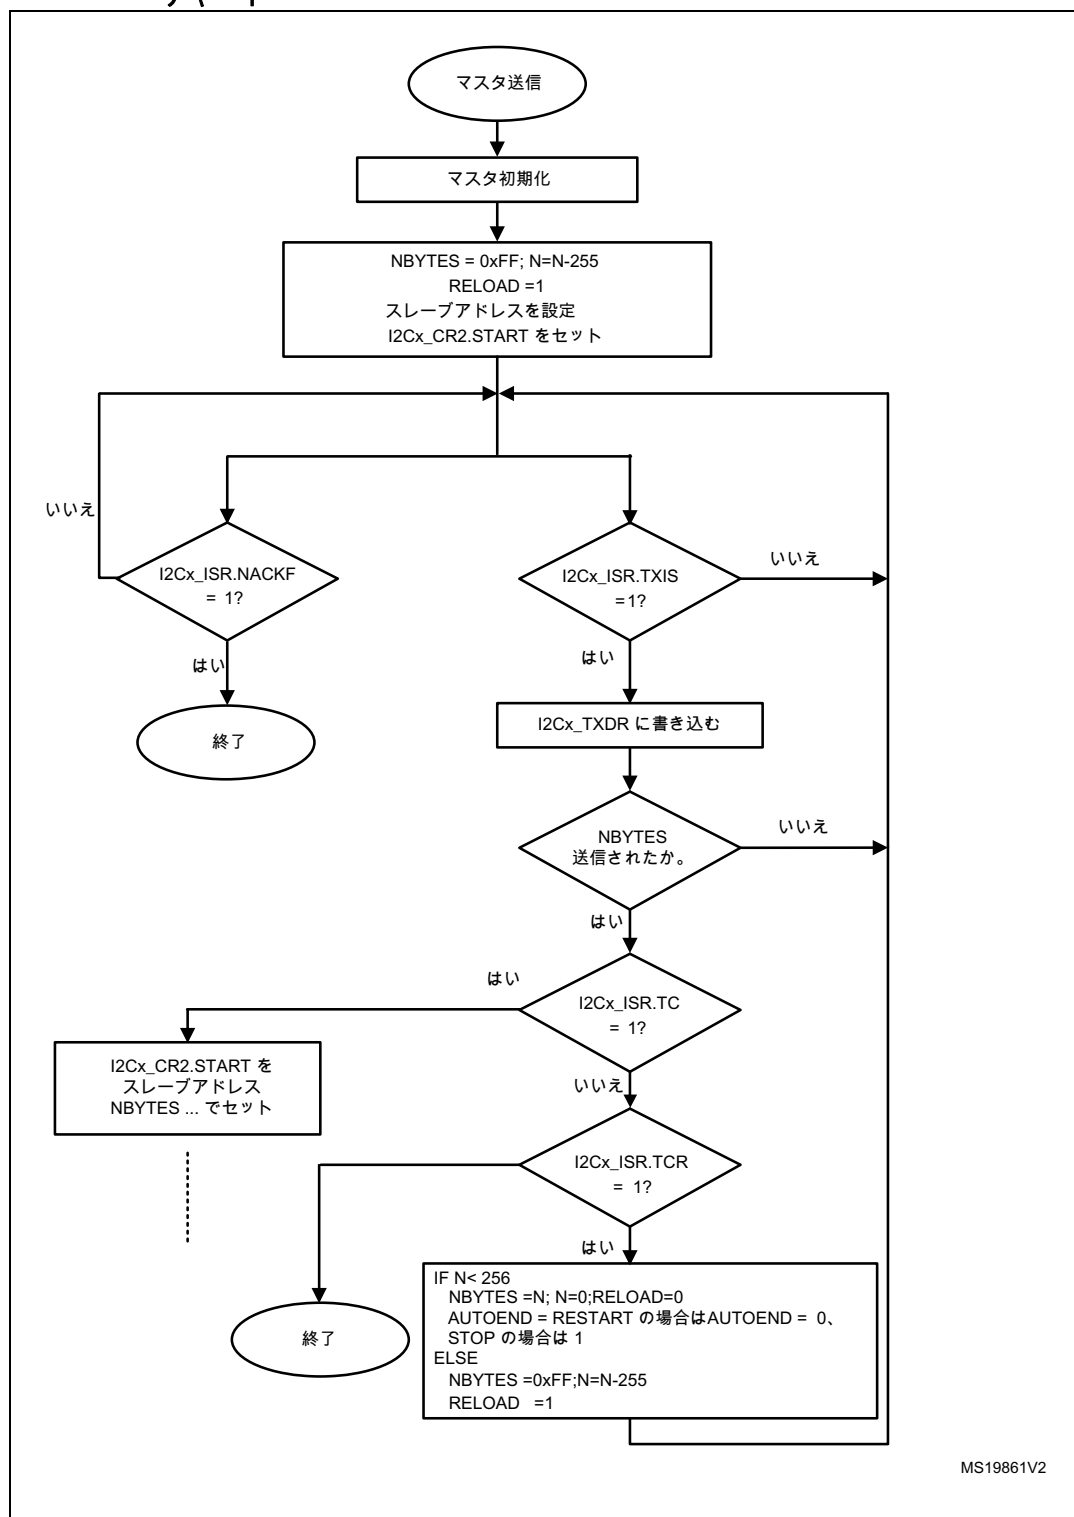 マスタ送信
マスタ初期化
NBYTES = 0xFF; N=N-255
RELOAD =1
スレーブアドレスを設定
I2Cx_CR2.START をセット
いいえ
I2Cx_ISR.NACKF
= 1?
はい
終了
I2Cx_ISR.TXIS
=1?
いいえ
はい
I2Cx_TXDR に書き込む
NBYTES
送信されたか。
いいえ
はい
I2Cx_ISR.TC
= 1?
はい
I2Cx_CR2.START を
スレーブアドレス
NBYTES ... でセット
いいえ
I2Cx_ISR.TCR
= 1?
はい
終了
IF N< 256
NBYTES =N; N=0;RELOAD=0
AUTOEND = RESTART の場合はAUTOEND = 0、
STOP の場合は 1
ELSE
NBYTES =0xFF;N=N-255
RELOAD =1
MS19861V2